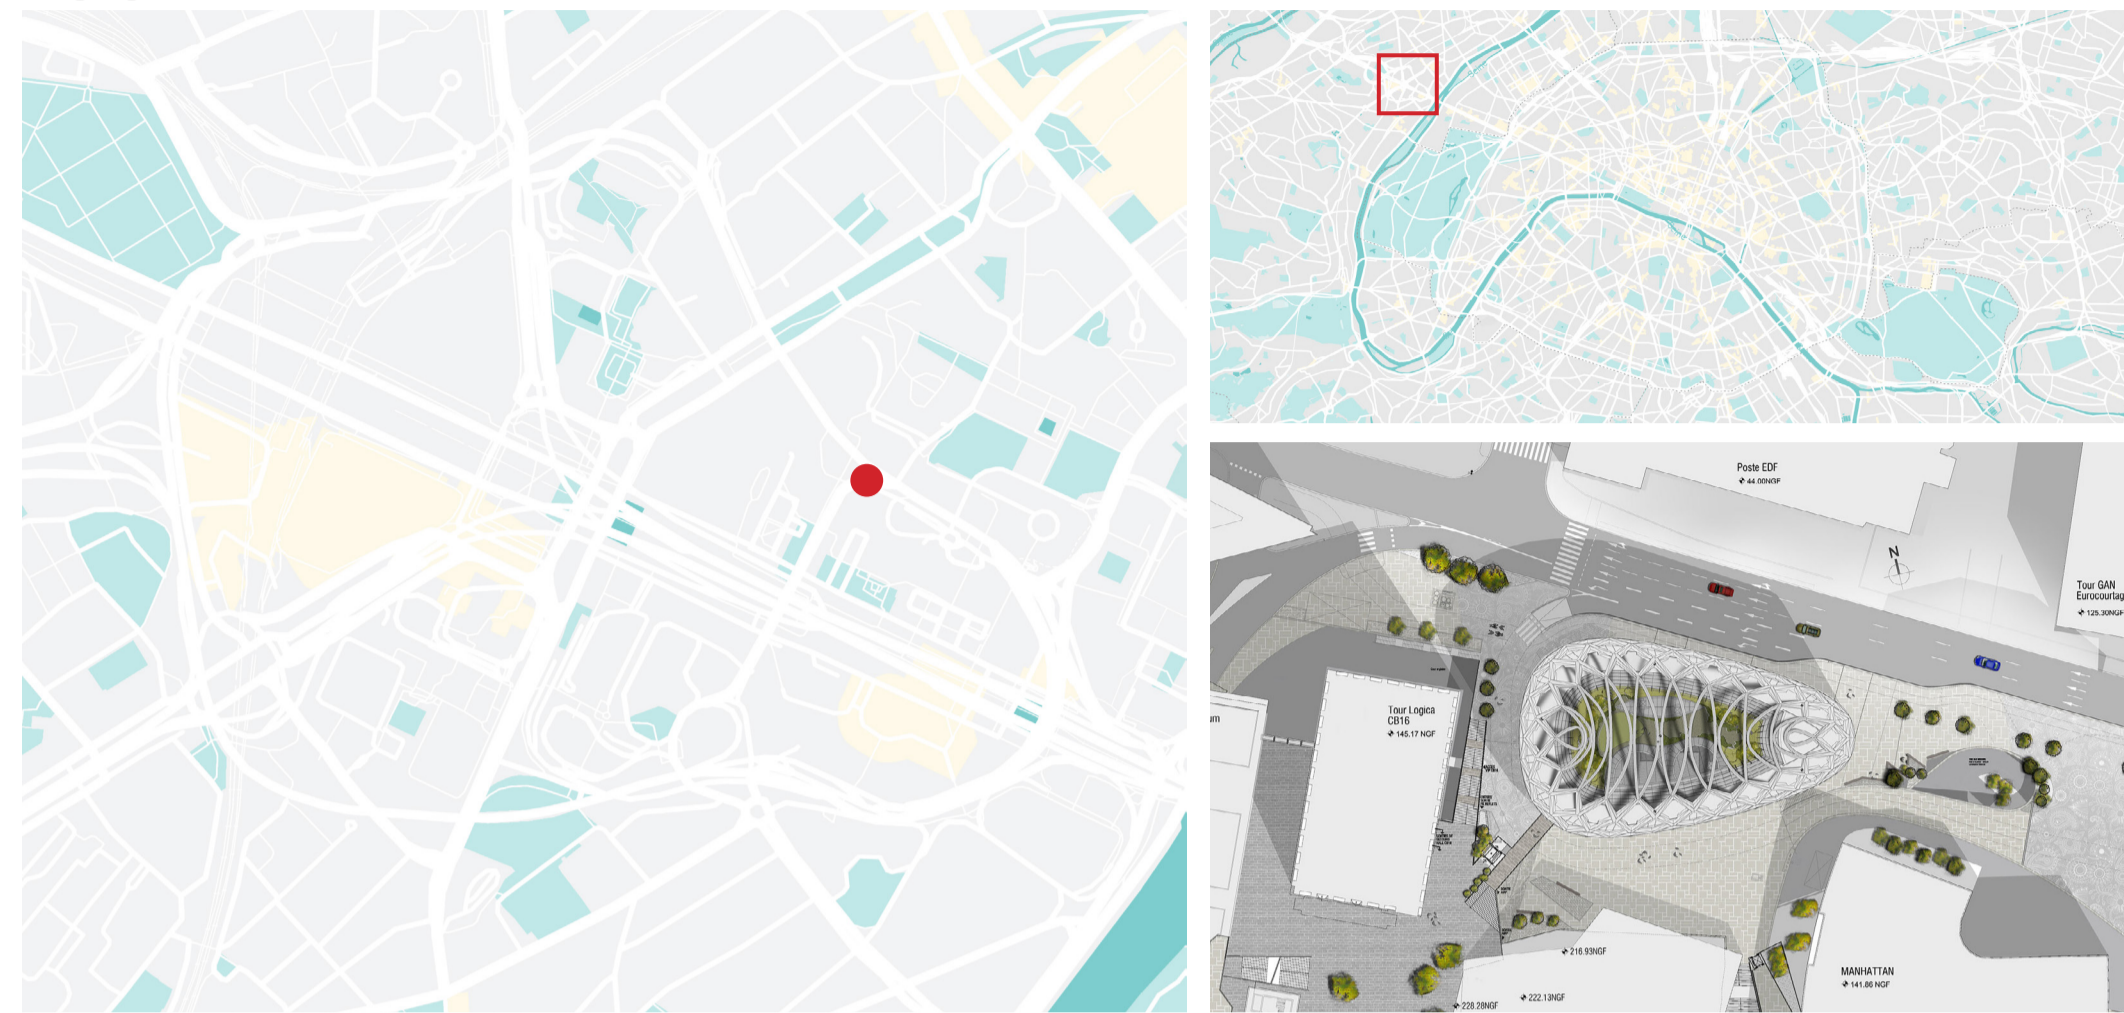 Poste EDF
44.00NGF
N
Tour GAN
Eurocourtag
125.30NGF
Tour Logica
CB16
145.17 NGF
um
216.93NGF
222.13NGF
228.28NGF
MANHATTAN
141.86 NGF